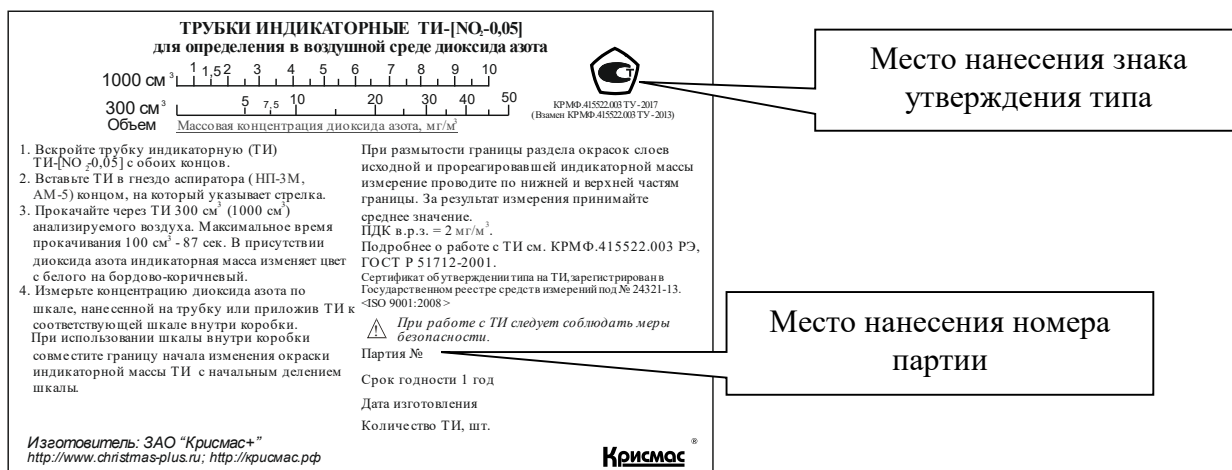 ТРУБКИ ИНДИКАТОРНЫЕ ТИ-[NO₂-0,05]
для определения в воздушной среде диоксида азота
1000 см³ 1 1,5 2 3 4 5 6 7 8 9 10
300 см³ 5 7,5 10 20 30 40 50
Объем Массовая концентрация диоксида азота, мг/м³
Т
КРМФ.415522.003 ТУ-2017
(Взамен КРМФ.415522.003 ТУ-2013)
1. Вскройте трубку индикаторную (ТИ)
ТИ-[NO₂-0,05] с обоих концов.
2. Вставьте ТИ в гнездо аспиратора (НП-3М,
АМ-5) концом, на который указывает стрелка.
3. Прокачайте через ТИ 300 см³ (1000 см³)
анализируемого воздуха. Максимальное время
прокачивания 100 см³ - 87 сек. В присутствии
диоксида азота индикаторная масса изменяет цвет
с белого на бордово-коричневый.
4. Измерьте концентрацию диоксида азота по
шкале, нанесенной на трубку или приложив ТИ к
соответствующей шкале внутри коробки.
При использовании шкалы внутри коробки
совместите границу начала изменения окраски
индикаторной массы ТИ с начальным делением
шкалы.
При размытости границы раздела окрасок слоев
исходной и прореагировавшей индикаторной массы
измерение проводите по нижней и верхней частям
границы. За результат измерения принимайте
среднее значение.
ПДК в.р.з. = 2 мг/м³.
Подробнее о работе с ТИ см. КРМФ.415522.003 РЭ,
ГОСТ Р 51712-2001.
Сертификат об утверждении типа на ТИ, зарегистрирован в
Государственном реестре средств измерений под № 24321-13.
<ISO 9001:2008>
! При работе с ТИ следует соблюдать меры
безопасности.
Партия №
Срок годности 1 год
Дата изготовления
Количество ТИ, шт.
Изготовитель: ЗАО “Крисмас+”
http://www.christmas-plus.ru; http://крисмас.рф
Крисмас®
Место нанесения знака
утверждения типа
Место нанесения номера
партии